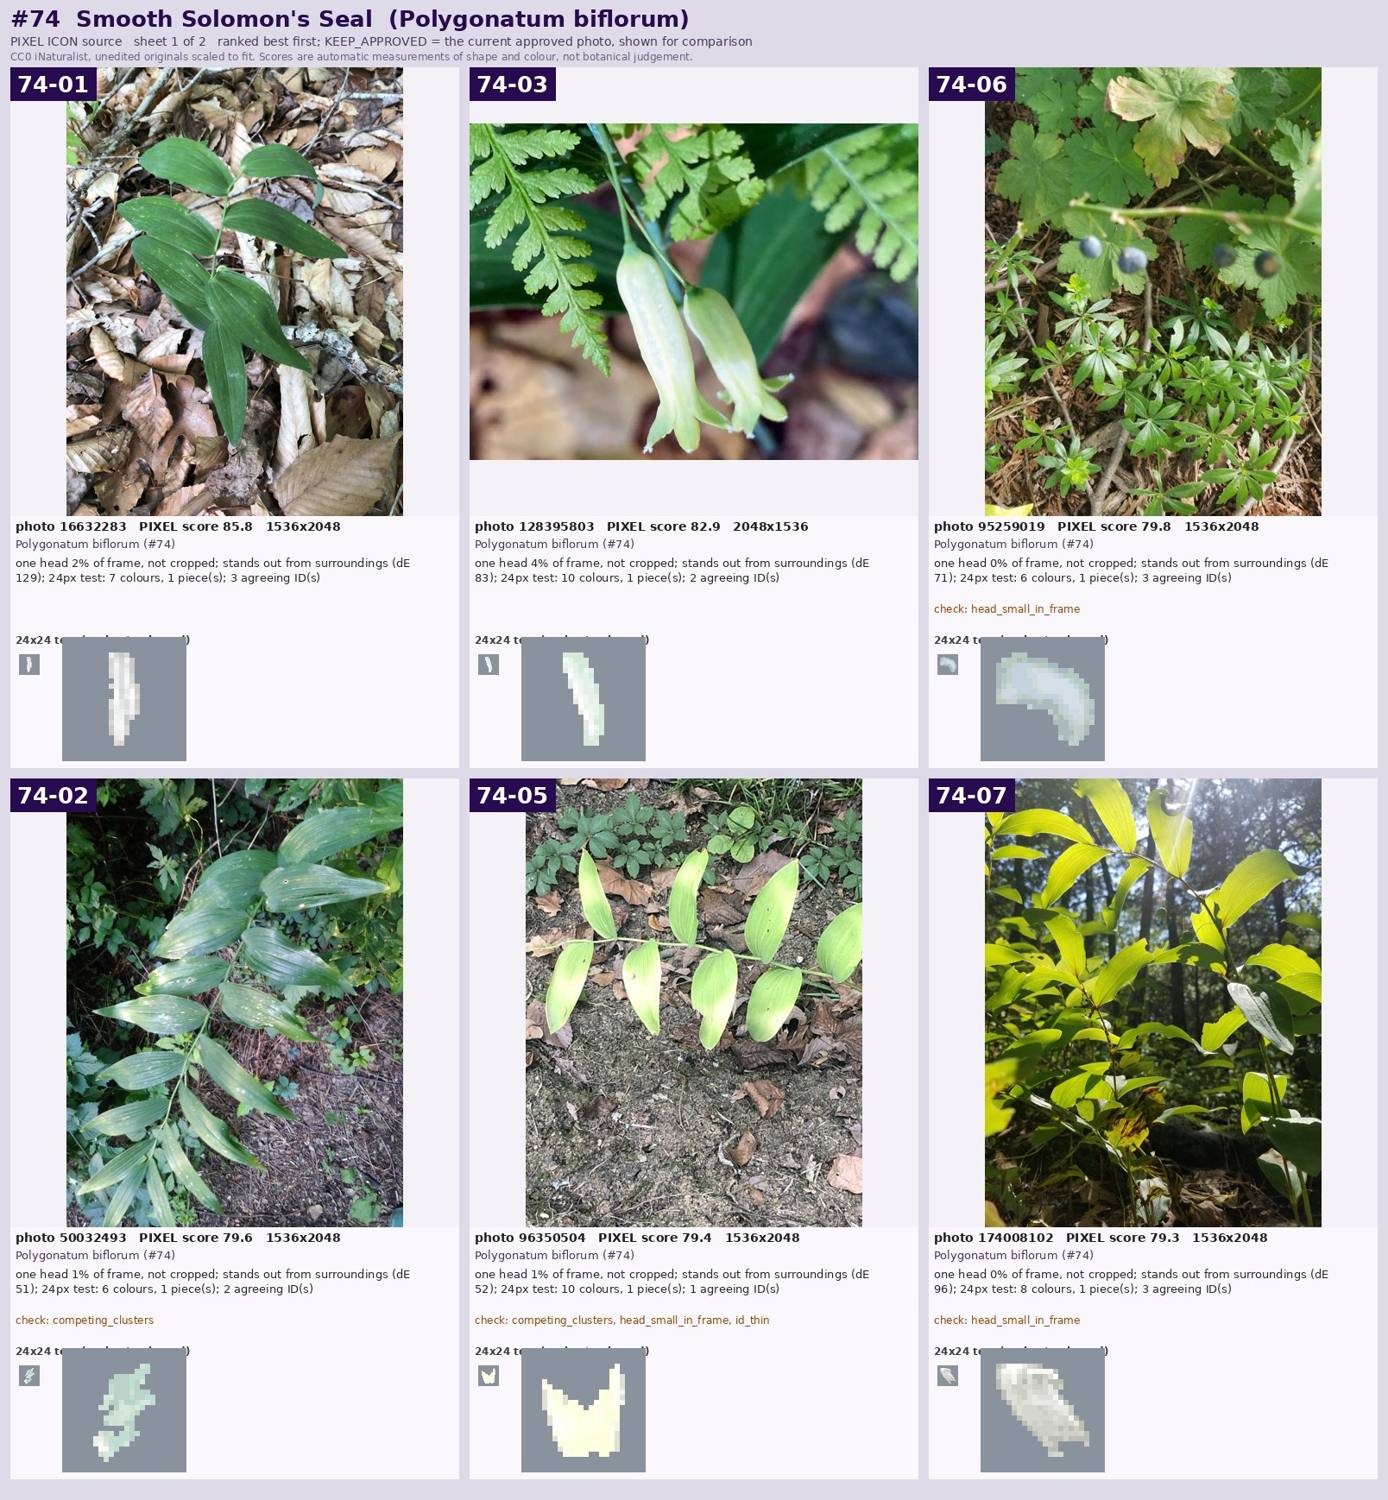 #74 Smooth Solomon's Seal (Polygonatum biflorum)
PIXEL ICON source sheet 1 of 2 ranked best first; KEEP_APPROVED = the current approved photo, shown for comparison
CC0 iNaturalist, unedited originals scaled to fit. Scores are automatic measurements of shape and colour, not botanical judgement.
74-01
photo 16632283 PIXEL score 85.8 1536x2048
Polygonatum biflorum (#74)
one head 2% of frame, not cropped; stands out from surroundings (dE
129); 24px test: 7 colours, 1 piece(s); 3 agreeing ID(s)
24x24
74-03
photo 128395803 PIXEL score 82.9 2048x1536
Polygonatum biflorum (#74)
one head 4% of frame, not cropped; stands out from surroundings (dE
83); 24px test: 10 colours, 1 piece(s); 2 agreeing ID(s)
24x24
74-06
photo 95259019 PIXEL score 79.8 1536x2048
Polygonatum biflorum (#74)
one head 0% of frame, not cropped; stands out from surroundings (dE
71); 24px test: 6 colours, 1 piece(s); 3 agreeing ID(s)
check: head_small_in_frame
24x24
74-02
photo 50032493 PIXEL score 79.6 1536x2048
Polygonatum biflorum (#74)
one head 1% of frame, not cropped; stands out from surroundings (dE
51); 24px test: 6 colours, 1 piece(s); 2 agreeing ID(s)
check: competing_clusters
24x24
74-05
photo 96350504 PIXEL score 79.4 1536x2048
Polygonatum biflorum (#74)
one head 1% of frame, not cropped; stands out from surroundings (dE
52); 24px test: 10 colours, 1 piece(s); 1 agreeing ID(s)
check: competing_clusters, head_small_in_frame, id_thin
24x24
74-07
photo 174008102 PIXEL score 79.3 1536x2048
Polygonatum biflorum (#74)
one head 0% of frame, not cropped; stands out from surroundings (dE
96); 24px test: 8 colours, 1 piece(s); 3 agreeing ID(s)
check: head_small_in_frame
24x24